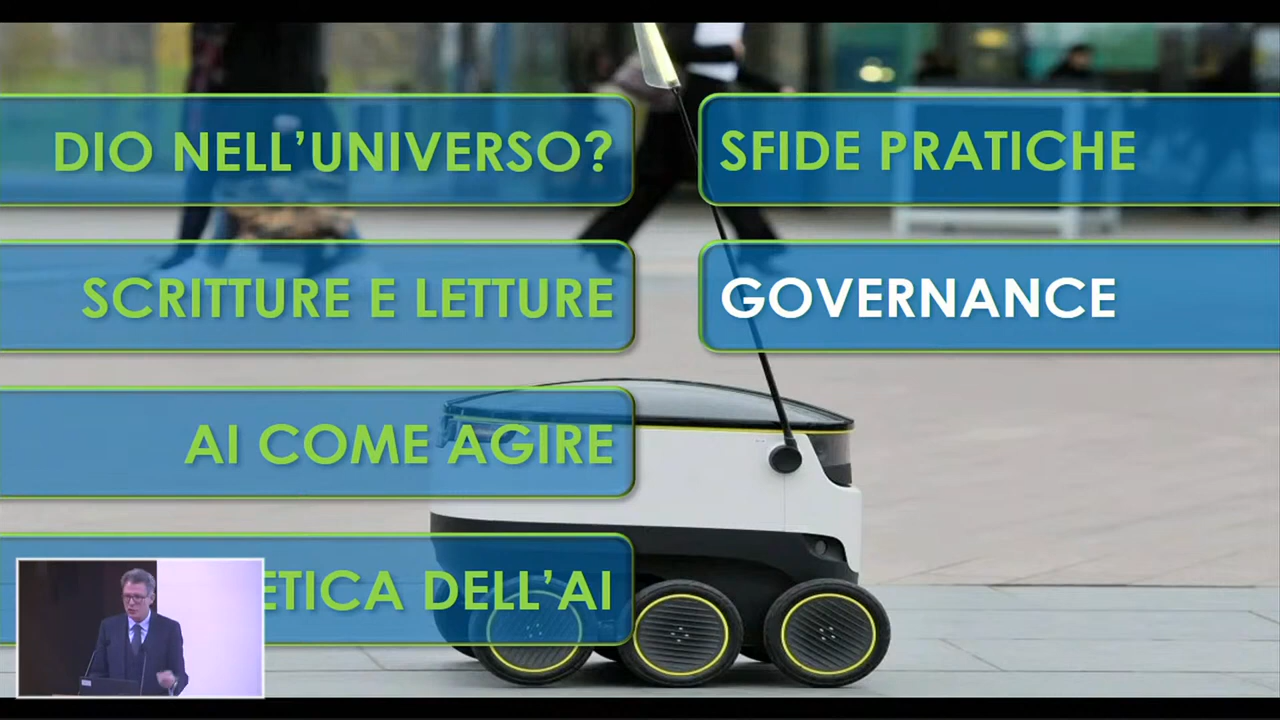 DIO NELL’UNIVERSO?
SCRITTURE E LETTURE
AI COME AGIRE
ETICA DELL’AI
SFIDE PRATICHE
GOVERNANCE